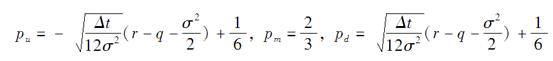 $p_u = -\sqrt{\frac{\Delta t}{12\sigma^2}}(r - q - \frac{\sigma^2}{2}) + \frac{1}{6},\ p_m = \frac{2}{3},\ p_d = \sqrt{\frac{\Delta t}{12\sigma^2}}(r - q - \frac{\sigma^2}{2}) + \frac{1}{6}$